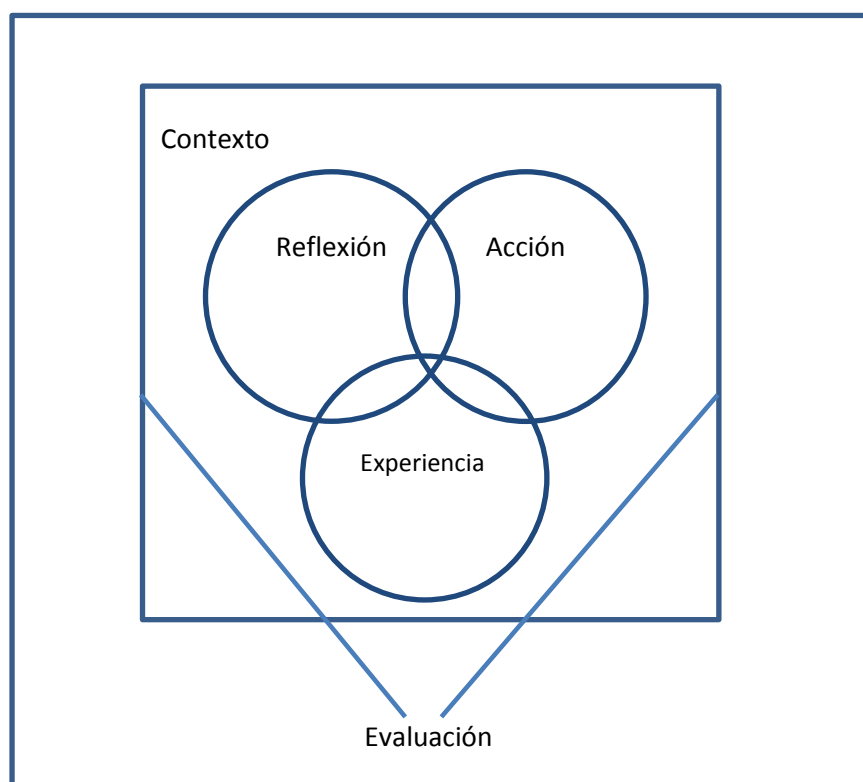 Contexto
Reflexión
Acción
Experiencia
Evaluación